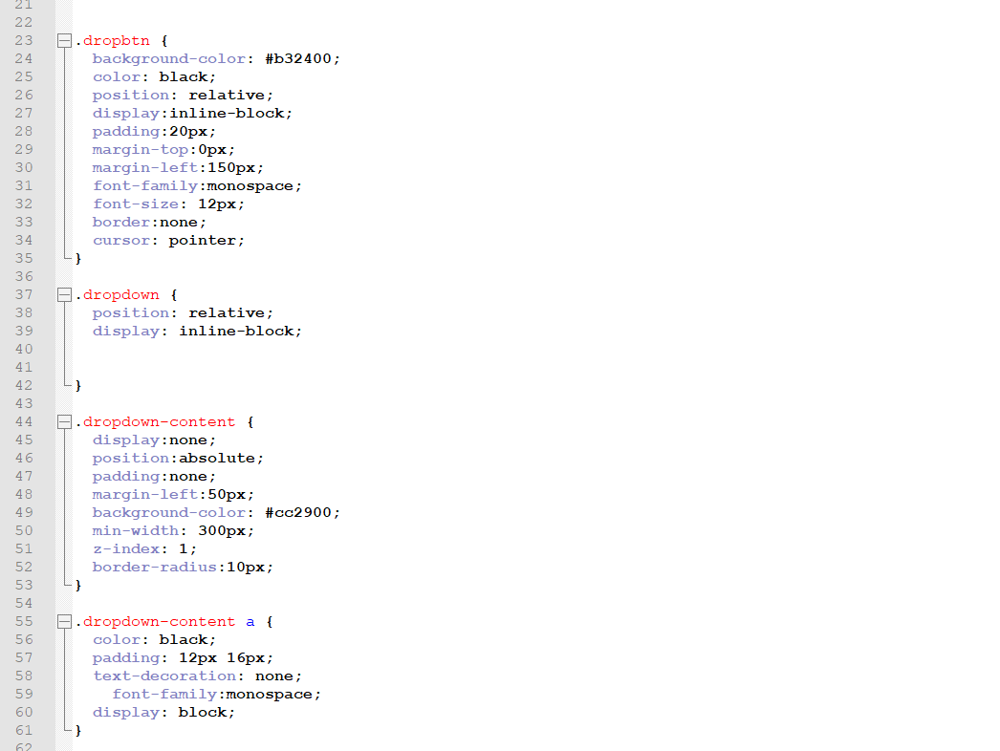 21
22
23 .dropbtn {
24 background-color: #b32400;
25 color: black;
26 position: relative;
27 display:inline-block;
28 padding:20px;
29 margin-top:0px;
30 margin-left:150px;
31 font-family:monospace;
32 font-size: 12px;
33 border:none;
34 cursor: pointer;
35 }
36
37 .dropdown {
38 position: relative;
39 display: inline-block;
40
41
42 }
43
44 .dropdown-content {
45 display:none;
46 position:absolute;
47 padding:none;
48 margin-left:50px;
49 background-color: #cc2900;
50 min-width: 300px;
51 z-index: 1;
52 border-radius:10px;
53 }
54
55 .dropdown-content a {
56 color: black;
57 padding: 12px 16px;
58 text-decoration: none;
59 font-family:monospace;
60 display: block;
61 }
62